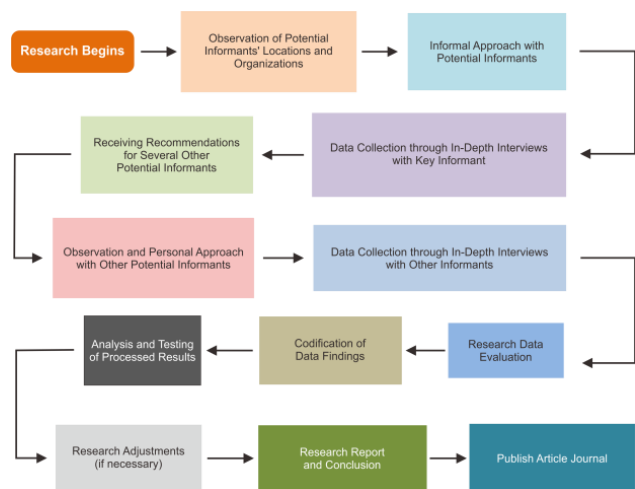 Research Begins
Observation of Potential
Informants' Locations and
Organizations
Informal Approach with
Potential Informants
Receiving Recommendations
for Several Other
Potential Informants
Data Collection through In-Depth Interviews
with Key Informant
Observation and Personal Approach
with Other Potential Informants
Data Collection through In-Depth Interviews
with Other Informants
Analysis and Testing
of Processed Results
Codification of
Data Findings
Research Data
Evaluation
Research Adjustments
(if necessary)
Research Report
and Conclusion
Publish Article Journal